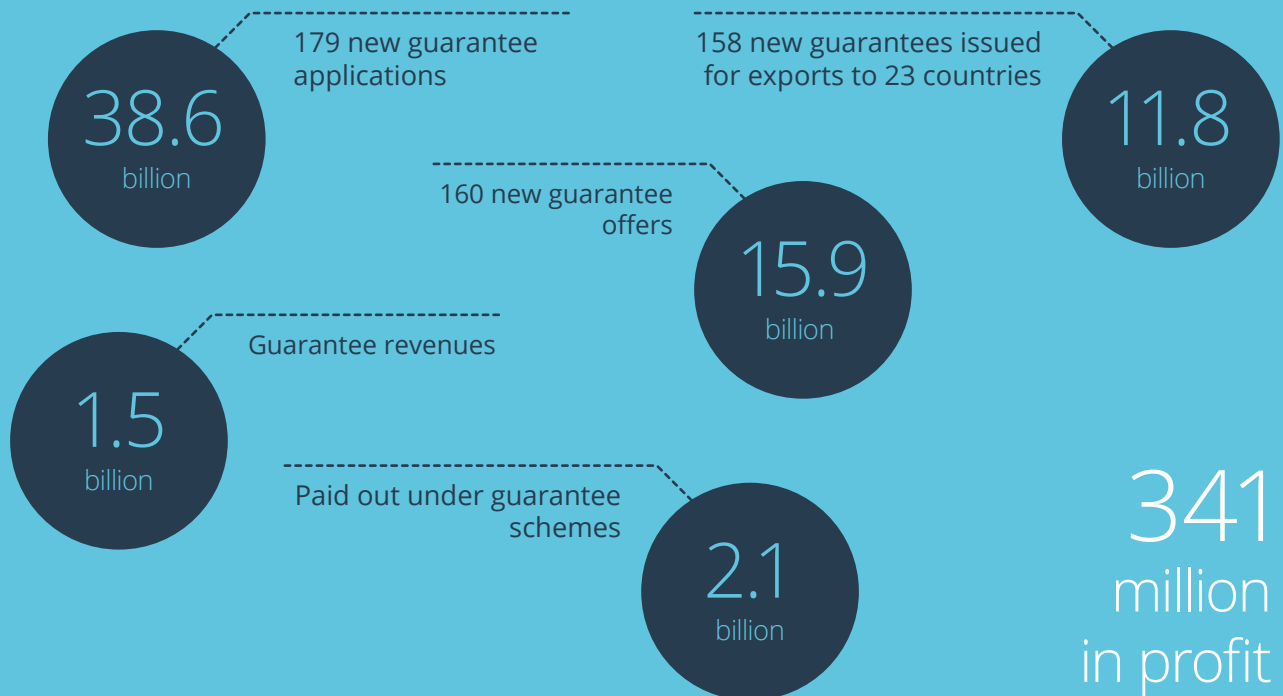 179 new guarantee
applications
38.6
billion
158 new guarantees issued
for exports to 23 countries
11.8
billion
160 new guarantee
offers
15.9
billion
Guarantee revenues
1.5
billion
Paid out under guarantee
schemes
2.1
billion
341
million
in profit